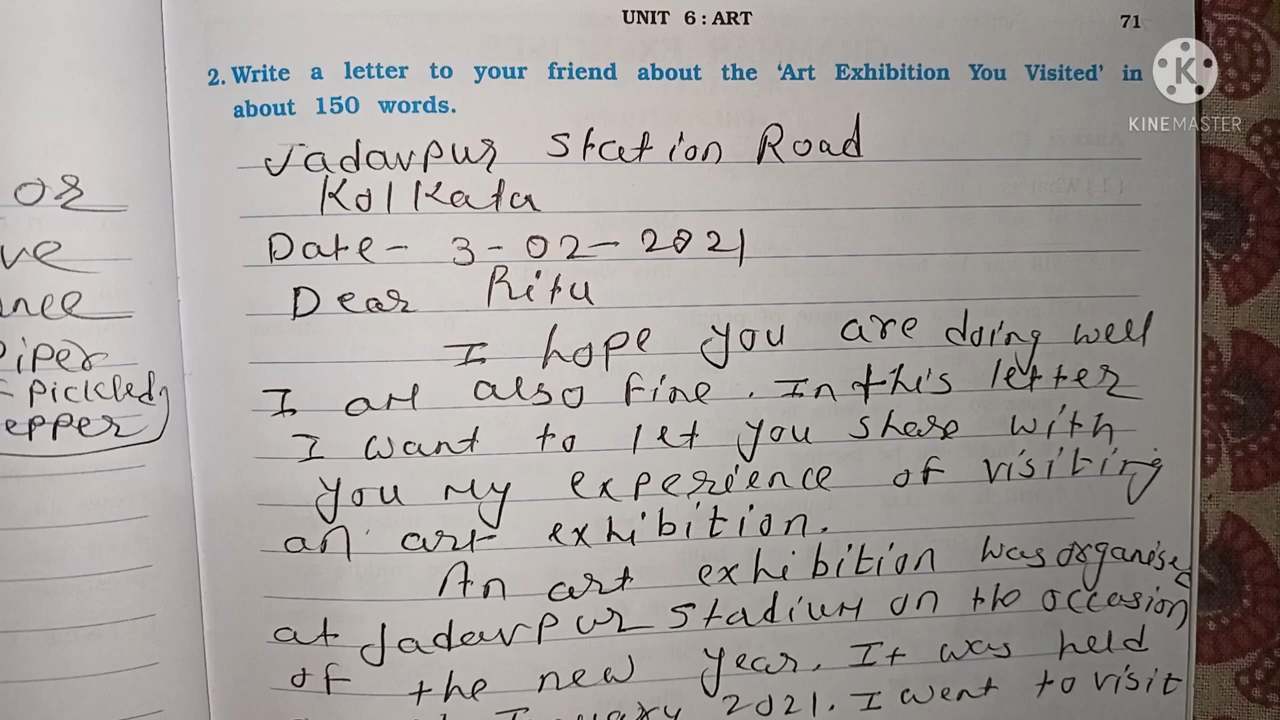 UNIT 6 : ART
71
2. Write a letter to your friend about the ‘Art Exhibition You Visited’ in
about 150 words.
KINEMASTER
Jadavpur Station Road
Kolkata
Date - 3-02-2021
Dear Ritu
I hope you are doing well
I am also fine. In this letter
I want to let you share with
you my experience of visiting
an art exhibition.
An art exhibition was organised
at Jadavpur stadium on the occasion
of the new year. It was held
2021. I went to visit
or
ve
ance
Piper
pickled
epper